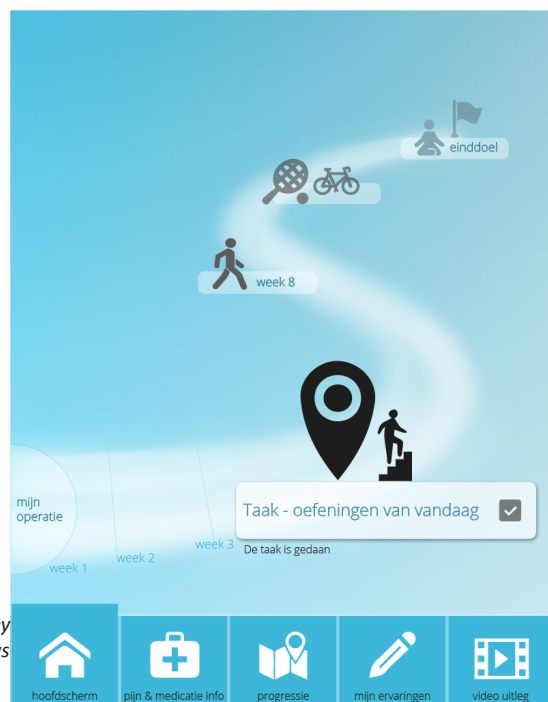 einddoel
week 8
mijn
operatie
Taak - oefeningen van vandaag
week 3
De taak is gedaan
week 2
week 1
hoofdscherm
pijn & medicatie info
progressie
mijn ervaringen
video uitleg